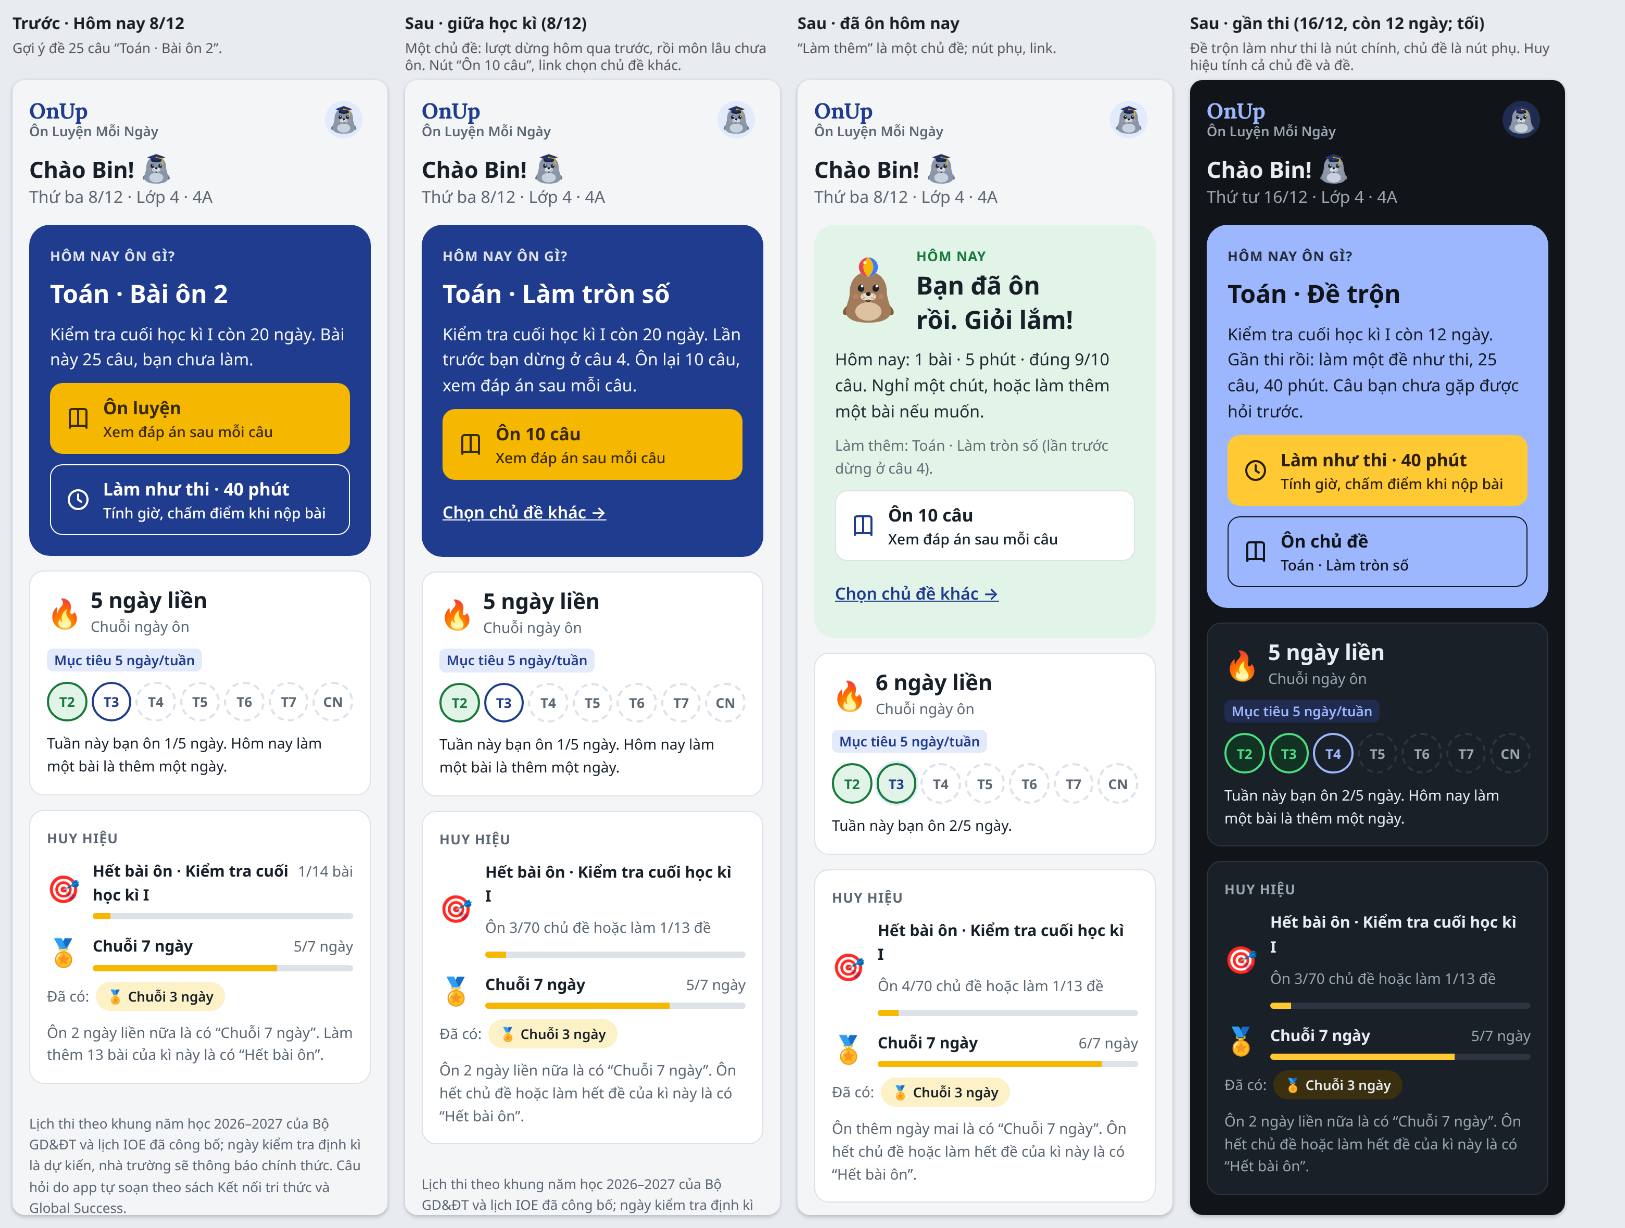 Trước · Hôm nay 8/12
Gợi ý đề 25 câu “Toán · Bài ôn 2”.
OnUp
Ôn Luyện Mỗi Ngày
Chào Bin!
Thứ ba 8/12 · Lớp 4 · 4A
HÔM NAY ÔN GÌ?
Toán · Bài ôn 2
Kiểm tra cuối học kì I còn 20 ngày. Bài
này 25 câu, bạn chưa làm.
Ôn luyện
Xem đáp án sau mỗi câu
Làm như thi · 40 phút
Tính giờ, chấm điểm khi nộp bài
5 ngày liền
Chuỗi ngày ôn
Mục tiêu 5 ngày/tuần
T2 T3 T4 T5 T6 T7 CN
Tuần này bạn ôn 1/5 ngày. Hôm nay làm
một bài là thêm một ngày.
HUY HIỆU
Hết bài ôn · Kiểm tra cuối 1/14 bài
học kì I
Chuỗi 7 ngày 5/7 ngày
Đã có: Chuỗi 3 ngày
Ôn 2 ngày liền nữa là có “Chuỗi 7 ngày”. Làm
thêm 13 bài của kì này là có “Hết bài ôn”.
Lịch thi theo khung năm học 2026–2027 của Bộ
GD&ĐT và lịch IOE đã công bố; ngày kiểm tra định kì
là dự kiến, nhà trường sẽ thông báo chính thức. Câu
hỏi do app tự soạn theo sách Kết nối tri thức và
Global Success.
Sau · giữa học kì (8/12)
Một chủ đề: lượt dừng hôm qua trước, rồi môn lâu chưa
ôn. Nút “Ôn 10 câu”, link chọn chủ đề khác.
OnUp
Ôn Luyện Mỗi Ngày
Chào Bin!
Thứ ba 8/12 · Lớp 4 · 4A
HÔM NAY ÔN GÌ?
Toán · Làm tròn số
Kiểm tra cuối học kì I còn 20 ngày. Lần
trước bạn dừng ở câu 4. Ôn lại 10 câu,
xem đáp án sau mỗi câu.
Ôn 10 câu
Xem đáp án sau mỗi câu
Chọn chủ đề khác →
5 ngày liền
Chuỗi ngày ôn
Mục tiêu 5 ngày/tuần
T2 T3 T4 T5 T6 T7 CN
Tuần này bạn ôn 1/5 ngày. Hôm nay làm
một bài là thêm một ngày.
HUY HIỆU
Hết bài ôn · Kiểm tra cuối học kì
I
Ôn 3/70 chủ đề hoặc làm 1/13 đề
Chuỗi 7 ngày 5/7 ngày
Đã có: Chuỗi 3 ngày
Ôn 2 ngày liền nữa là có “Chuỗi 7 ngày”. Ôn
hết chủ đề hoặc làm hết đề của kì này là có
“Hết bài ôn”.
Lịch thi theo khung năm học 2026–2027 của Bộ
GD&ĐT và lịch IOE đã công bố; ngày kiểm tra định kì
Sau · đã ôn hôm nay
“Làm thêm” là một chủ đề; nút phụ, link.
OnUp
Ôn Luyện Mỗi Ngày
Chào Bin!
Thứ ba 8/12 · Lớp 4 · 4A
HÔM NAY
Bạn đã ôn
rồi. Giỏi lắm!
Hôm nay: 1 bài · 5 phút · đúng 9/10
câu. Nghỉ một chút, hoặc làm thêm
một bài nếu muốn.
Làm thêm: Toán · Làm tròn số (lần trước
dừng ở câu 4).
Ôn 10 câu
Xem đáp án sau mỗi câu
Chọn chủ đề khác →
6 ngày liền
Chuỗi ngày ôn
Mục tiêu 5 ngày/tuần
T2 T3 T4 T5 T6 T7 CN
Tuần này bạn ôn 2/5 ngày.
HUY HIỆU
Hết bài ôn · Kiểm tra cuối học kì
I
Ôn 4/70 chủ đề hoặc làm 1/13 đề
Chuỗi 7 ngày 6/7 ngày
Đã có: Chuỗi 3 ngày
Ôn thêm ngày mai là có “Chuỗi 7 ngày”. Ôn
hết chủ đề hoặc làm hết đề của kì này là có
“Hết bài ôn”.
Sau · gần thi (16/12, còn 12 ngày; tối)
Đề trộn làm như thi là nút chính, chủ đề là nút phụ. Huy
hiệu tính cả chủ đề và đề.
OnUp
Ôn Luyện Mỗi Ngày
Chào Bin!
Thứ tư 16/12 · Lớp 4 · 4A
HÔM NAY ÔN GÌ?
Toán · Đề trộn
Kiểm tra cuối học kì I còn 12 ngày.
Gần thi rồi: làm một đề như thi, 25
câu, 40 phút. Câu bạn chưa gặp được
hỏi trước.
Làm như thi · 40 phút
Tính giờ, chấm điểm khi nộp bài
Ôn chủ đề
Toán · Làm tròn số
5 ngày liền
Chuỗi ngày ôn
Mục tiêu 5 ngày/tuần
T2 T3 T4 T5 T6 T7 CN
Tuần này bạn ôn 2/5 ngày. Hôm nay làm
một bài là thêm một ngày.
HUY HIỆU
Hết bài ôn · Kiểm tra cuối học kì
I
Ôn 3/70 chủ đề hoặc làm 1/13 đề
Chuỗi 7 ngày 5/7 ngày
Đã có: Chuỗi 3 ngày
Ôn 2 ngày liền nữa là có “Chuỗi 7 ngày”. Ôn
hết chủ đề hoặc làm hết đề của kì này là có
“Hết bài ôn”.